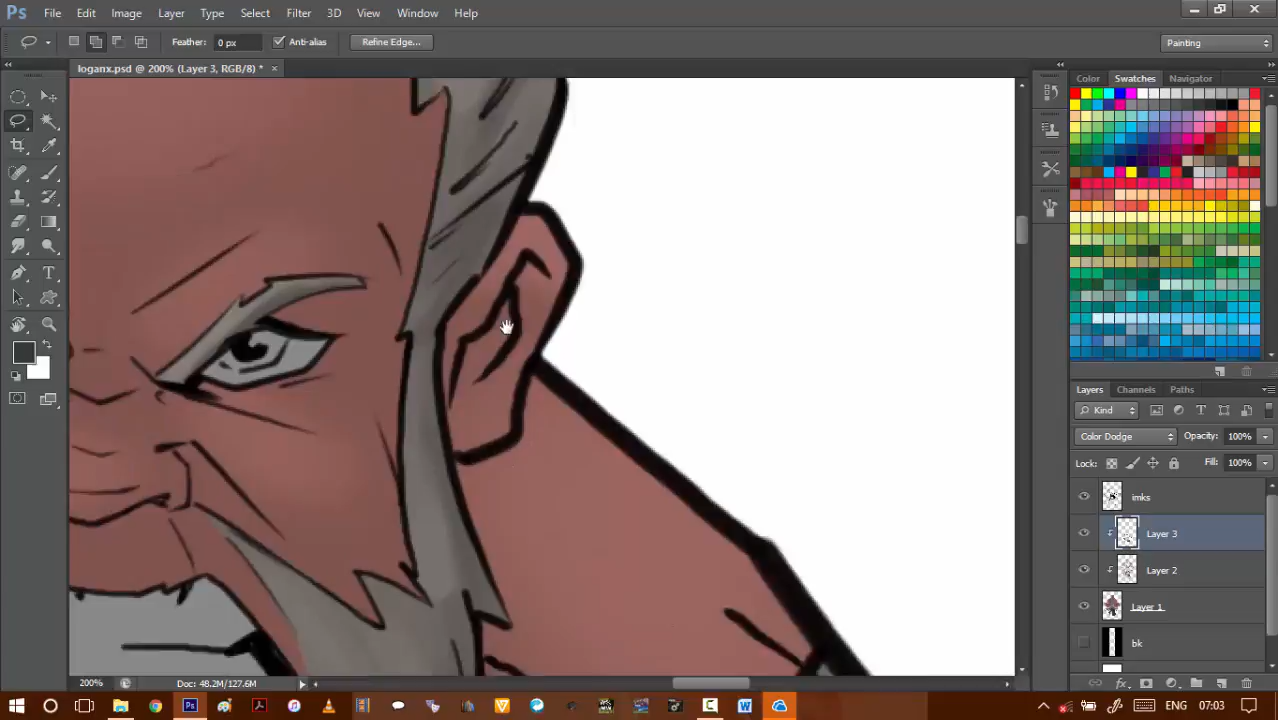 Ps File Edit Image Layer Type Select Filter 3D View Window Help
Feather: 0 px Anti-alias Refine Edge... Painting
loganx.psd @ 200% (Layer 3, RGB/8) *
Color Swatches Navigator
Layers Channels Paths
Kind
Color Dodge Opacity: 100%
Lock: Fill: 100%
imks
Layer 3
Layer 2
Layer 1
bk
200% Doc: 48.2M/127.6M
ENG 07:03